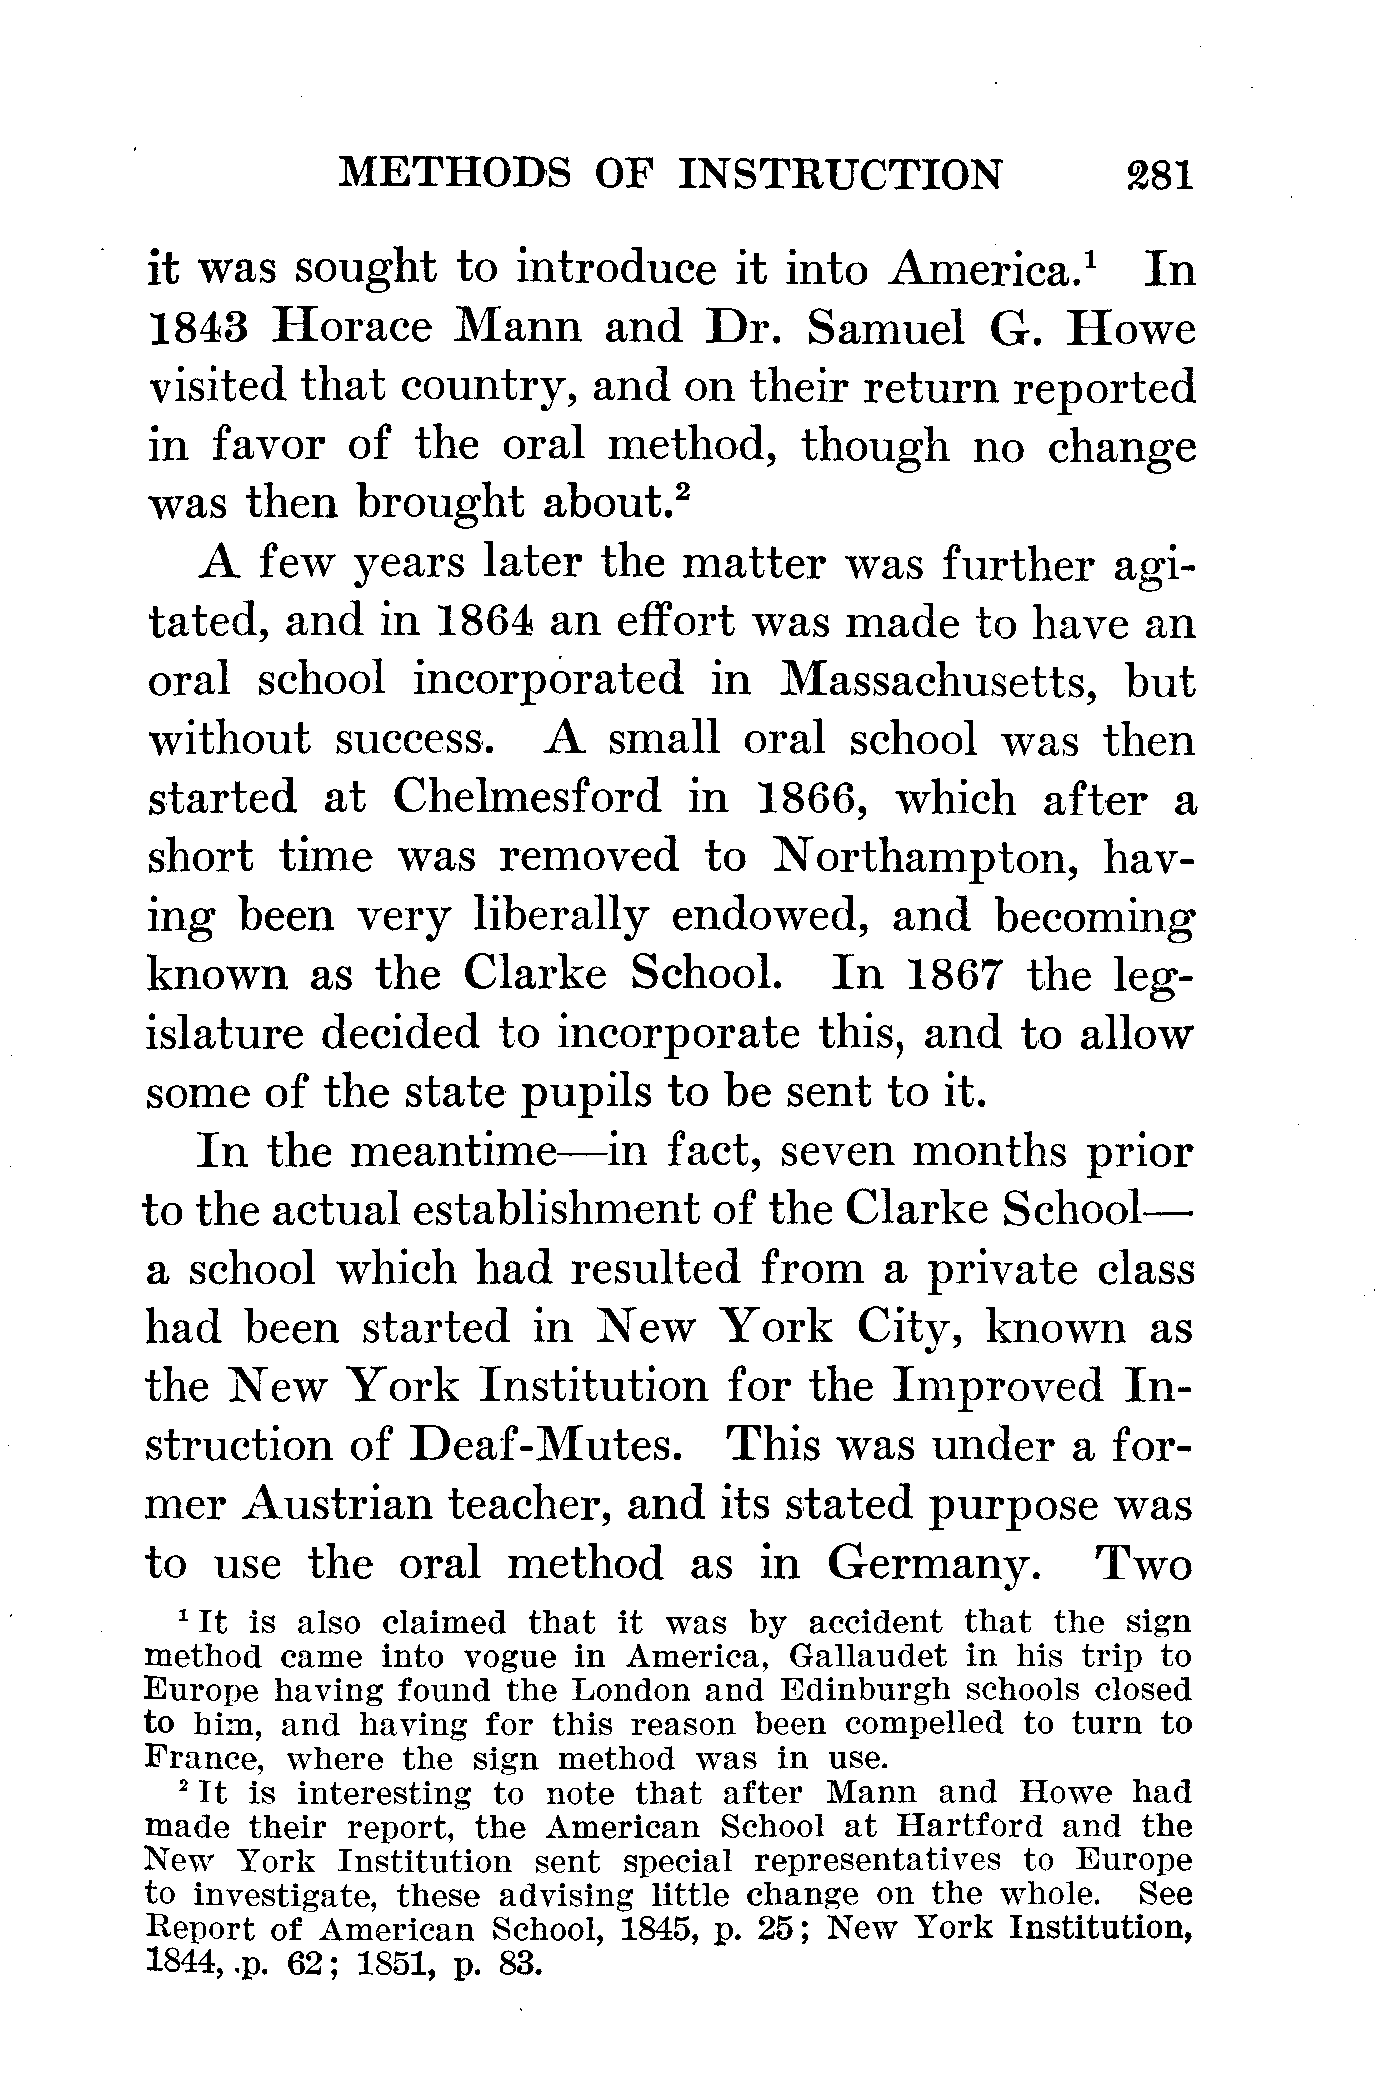 METHODS OF INSTRUCTION 281
it was sought to introduce it into America.¹ In
1843 Horace Mann and Dr. Samuel G. Howe
visited that country, and on their return reported
in favor of the oral method, though no change
was then brought about.²
A few years later the matter was further agi-
tated, and in 1864 an effort was made to have an
oral school incorporated in Massachusetts, but
without success. A small oral school was then
started at Chelmesford in 1866, which after a
short time was removed to Northampton, hav-
ing been very liberally endowed, and becoming
known as the Clarke School. In 1867 the leg-
islature decided to incorporate this, and to allow
some of the state pupils to be sent to it.
In the meantime—in fact, seven months prior
to the actual establishment of the Clarke School—
a school which had resulted from a private class
had been started in New York City, known as
the New York Institution for the Improved In-
struction of Deaf-Mutes. This was under a for-
mer Austrian teacher, and its stated purpose was
to use the oral method as in Germany. Two
¹ It is also claimed that it was by accident that the sign
method came into vogue in America, Gallaudet in his trip to
Europe having found the London and Edinburgh schools closed
to him, and having for this reason been compelled to turn to
France, where the sign method was in use.
² It is interesting to note that after Mann and Howe had
made their report, the American School at Hartford and the
New York Institution sent special representatives to Europe
to investigate, these advising little change on the whole. See
Report of American School, 1845, p. 25; New York Institution,
1844, p. 62; 1851, p. 83.